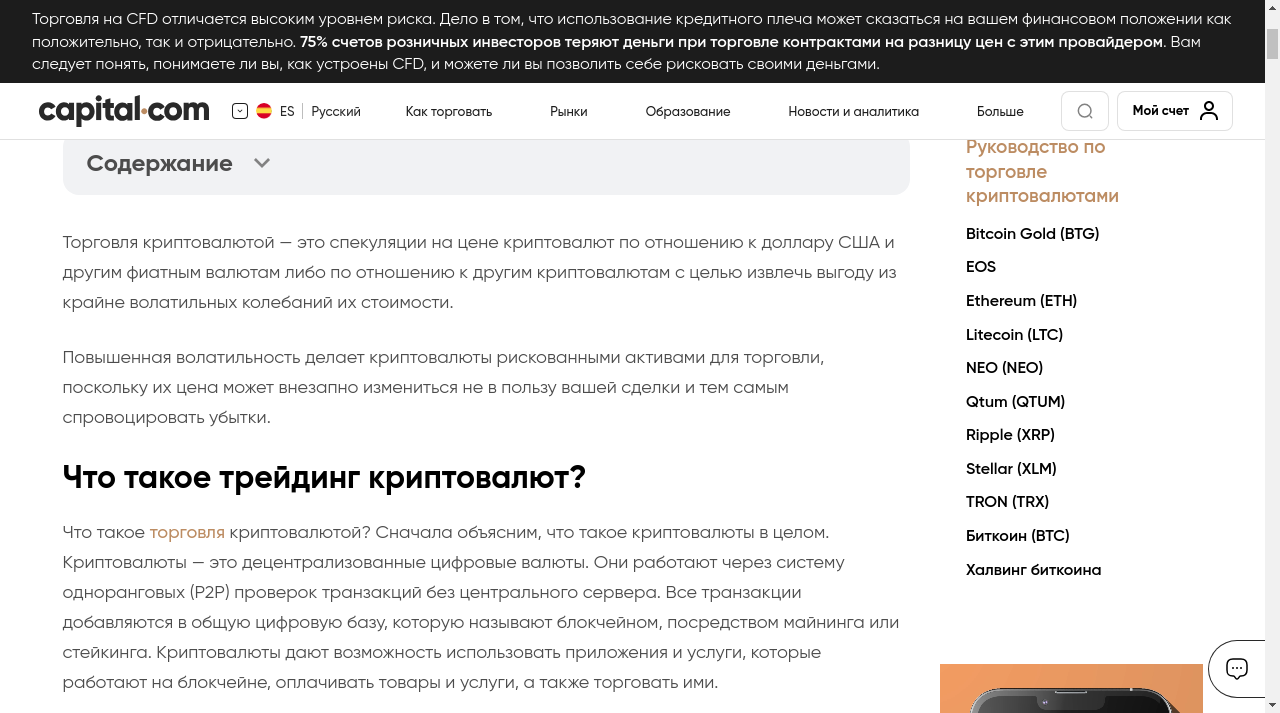 Торговля на CFD отличается высоким уровнем риска. Дело в том, что использование кредитного плеча может сказаться на вашем финансовом положении как
положительно, так и отрицательно. 75% счетов розничных инвесторов теряют деньги при торговле контрактами на разницу цен с этим провайдером. Вам
следует понять, понимаете ли вы, как устроены CFD, и можете ли вы позволить себе рисковать своими деньгами.
capital.com ES Русский Как торговать Рынки Образование Новости и аналитика Больше Мой счет
Содержание
Торговля криптовалютой — это спекуляции на цене криптовалют по отношению к доллару США и
другим фиатным валютам либо по отношению к другим криптовалютам с целью извлечь выгоду из
крайне волатильных колебаний их стоимости.
Повышенная волатильность делает криптовалюты рискованными активами для торговли,
поскольку их цена может внезапно измениться не в пользу вашей сделки и тем самым
спровоцировать убытки.
Что такое трейдинг криптовалют?
Что такое торговля криптовалютой? Сначала объясним, что такое криптовалюты в целом.
Криптовалюты — это децентрализованные цифровые валюты. Они работают через систему
одноранговых (P2P) проверок транзакций без центрального сервера. Все транзакции
добавляются в общую цифровую базу, которую называют блокчейном, посредством майнинга или
стейкинга. Криптовалюты дают возможность использовать приложения и услуги, которые
работают на блокчейне, оплачивать товары и услуги, а также торговать ими.
Руководство по
торговле
криптовалютами
Bitcoin Gold (BTG)
EOS
Ethereum (ETH)
Litecoin (LTC)
NEO (NEO)
Qtum (QTUM)
Ripple (XRP)
Stellar (XLM)
TRON (TRX)
Биткоин (BTC)
Халвинг биткоина